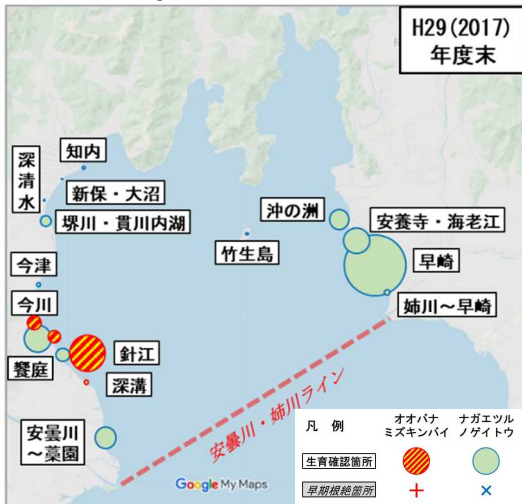 H29(2017)
年度末
知内
深清水
新保・大沼
堺川・貫川内湖
竹生島
沖の洲
安養寺・海老江
早崎
姉川～早崎
今津
今川
針江
饗庭
深溝
安曇川
～菜園
安曇川・姉川ライン
Google My Maps
凡 例
オオバナ
ミズキンバイ
ナガエツル
ノゲイトウ
生育確認箇所
早期根絶箇所